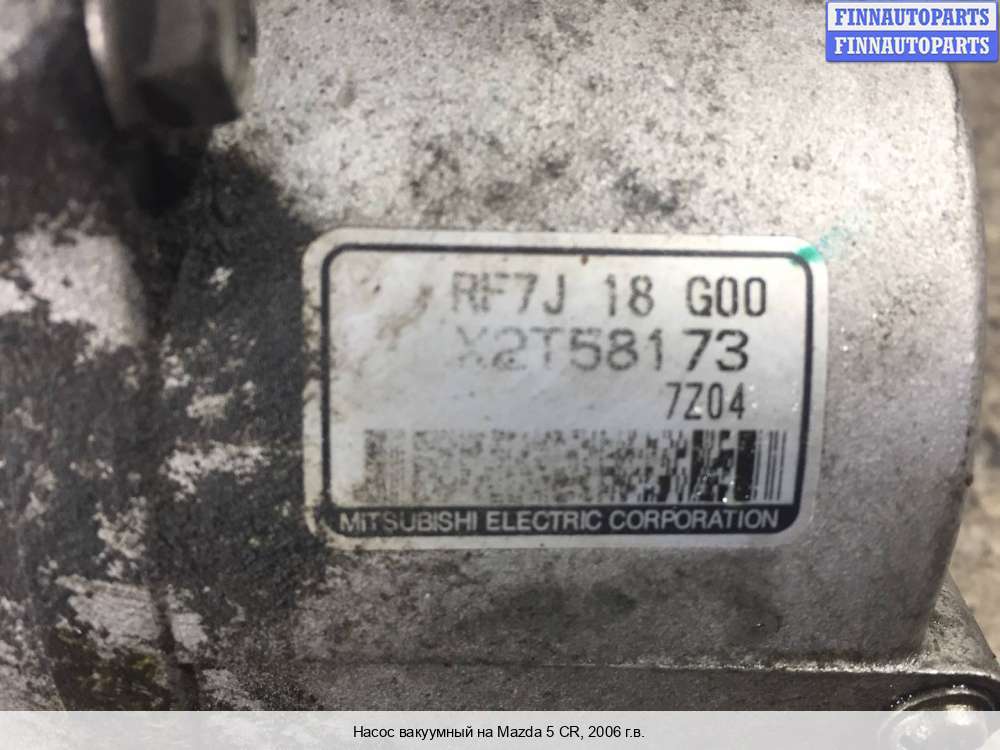 FINNAUTOPARTS
FINNAUTOPARTS
RF7J 18 G00
X2T58173
7Z04
MITSUBISHI ELECTRIC CORPORATION
Насос вакуумный на Mazda 5 CR, 2006 г.в.